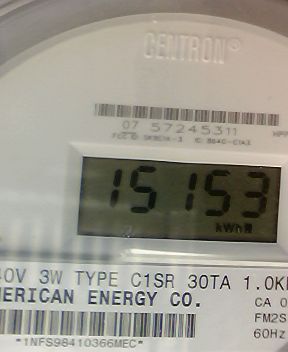 CENTRON®
07 57245311
15153
kWh
40V 3W TYPE C1SR 30TA 1.0K
MERICAN ENERGY CO.
CA 0
FM2S
60Hz
*1NFS98410366MEC*